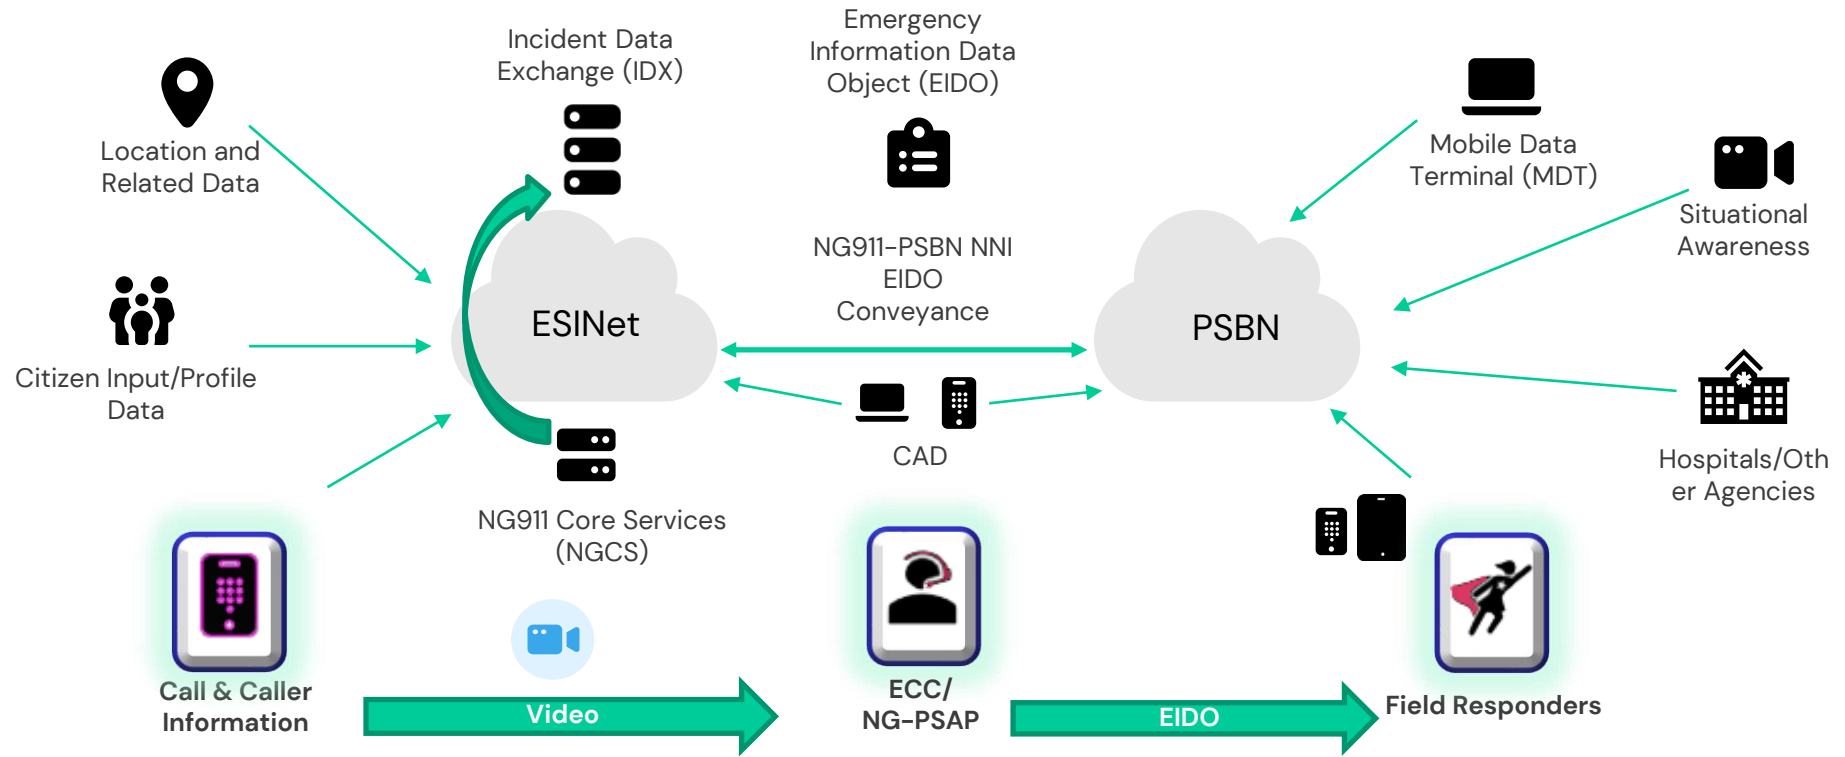 Emergency
Information Data
Object (EIDO)
Incident Data
Exchange (IDX)
Location and
Related Data
Mobile Data
Terminal (MDT)
Situational
Awareness
NG911-PSBN NNI
EIDO
Conveyance
ESINet
PSBN
Citizen Input/Profile
Data
CAD
Hospitals/Oth
er Agencies
NG911 Core Services
(NGCS)
Call & Caller
Information
Video
ECC/
NG-PSAP
EIDO
Field Responders